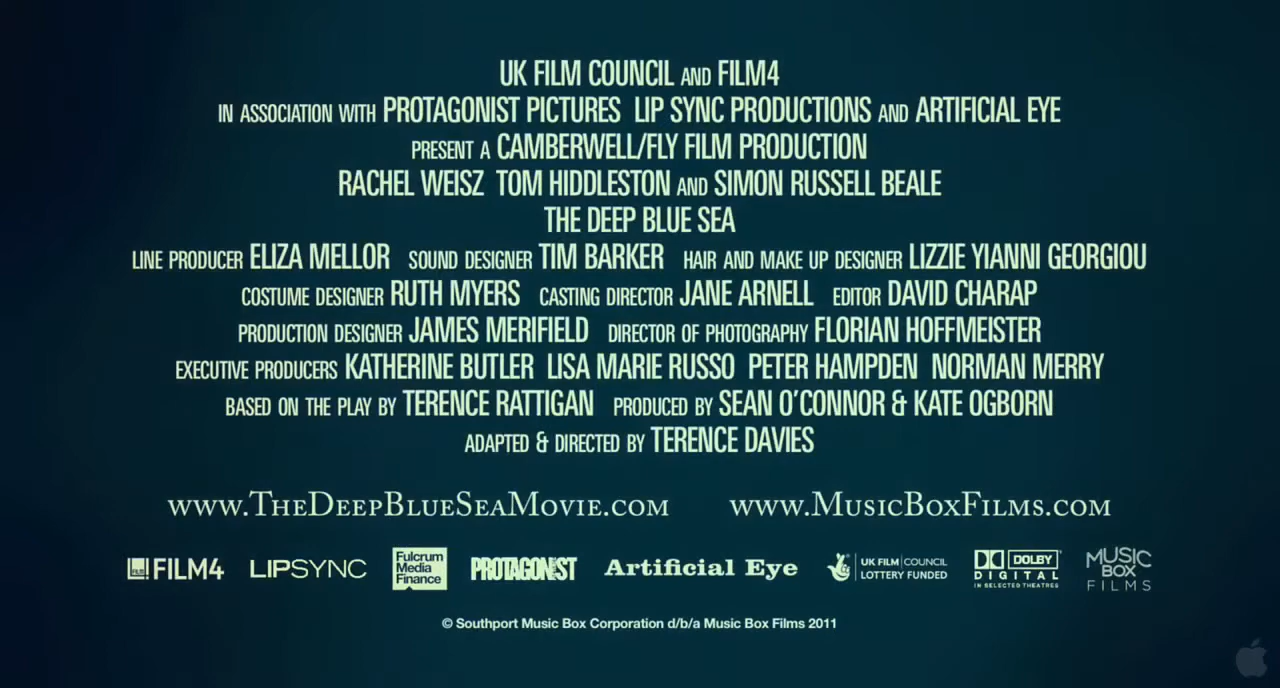 UK FILM COUNCIL AND FILM4
IN ASSOCIATION WITH PROTAGONIST PICTURES LIP SYNC PRODUCTIONS AND ARTIFICIAL EYE
PRESENT A CAMBERWELL/FLY FILM PRODUCTION
RACHEL WEISZ TOM HIDDLESTON AND SIMON RUSSELL BEALE
THE DEEP BLUE SEA
LINE PRODUCER ELIZA MELLOR SOUND DESIGNER TIM BARKER HAIR AND MAKE UP DESIGNER LIZZIE YIANNI GEORGIOU
COSTUME DESIGNER RUTH MYERS CASTING DIRECTOR JANE ARNELL EDITOR DAVID CHARAP
PRODUCTION DESIGNER JAMES MERIFIELD DIRECTOR OF PHOTOGRAPHY FLORIAN HOFFMEISTER
EXECUTIVE PRODUCERS KATHERINE BUTLER LISA MARIE RUSSO PETER HAMPDEN NORMAN MERRY
BASED ON THE PLAY BY TERENCE RATTIGAN PRODUCED BY SEAN O'CONNOR & KATE OGBORN
ADAPTED & DIRECTED BY TERENCE DAVIES
WWW.THEDEEPBLUESEAMOVIE.COM WWW.MUSICBOXFILMS.COM
FILM4 LIPSYNC Fulcrum Media Finance PROTAGONIST Artificial Eye UK FILM COUNCIL LOTTERY FUNDED DOLBY DIGITAL IN SELECTED THEATRES MUSIC BOX FILMS
© Southport Music Box Corporation d/b/a Music Box Films 2011